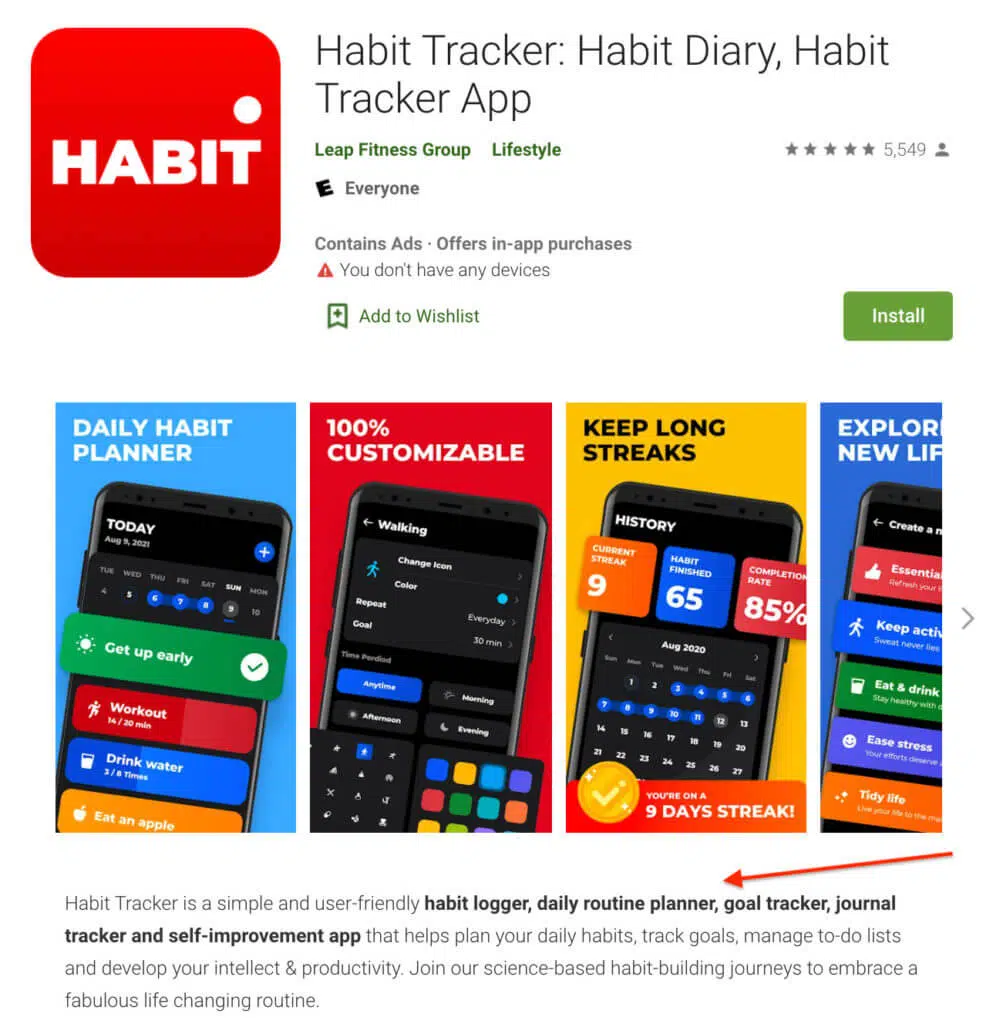 HABIT
Habit Tracker: Habit Diary, Habit
Tracker App
Leap Fitness Group Lifestyle
5,549
E Everyone
Contains Ads · Offers in-app purchases
You don't have any devices
Add to Wishlist
Install
DAILY HABIT
PLANNER
TODAY
Aug 9, 2021
TUE WED THU FRI SAT SUN MON
4 5 6 7 8 9 10
Get up early
Workout
14 / 20 min
Drink water
3 / 8 Times
Eat an apple
100%
CUSTOMIZABLE
Walking
Change Icon
Color
Repeat
Everyday
Goal
30 min
Time Perdiod
Anytime
Morning
Afternoon
Evening
KEEP LONG
STREAKS
HISTORY
CURRENT
STREAK
9
HABIT
FINISHED
65
COMPLETION
RATE
85%
Aug 2020
Sun Mon Tue Wed Thu Fri Sat
1 2 3 4 5 6
7 8 9 10 11 12 13
14 15 16 17 18 19 20
21 22 23 24 25 26 27
YOU'RE ON A
9 DAYS STREAK!
EXPLOR
NEW LIF
Create a n
Essentia
Refresh your
Keep activ
Sweat never lies
Eat & drink
Stay healthy with
Ease stress
Your efforts deserve
Tidy life
Live your life to the ma
Habit Tracker is a simple and user-friendly habit logger, daily routine planner, goal tracker, journal
tracker and self-improvement app that helps plan your daily habits, track goals, manage to-do lists
and develop your intellect & productivity. Join our science-based habit-building journeys to embrace a
fabulous life changing routine.